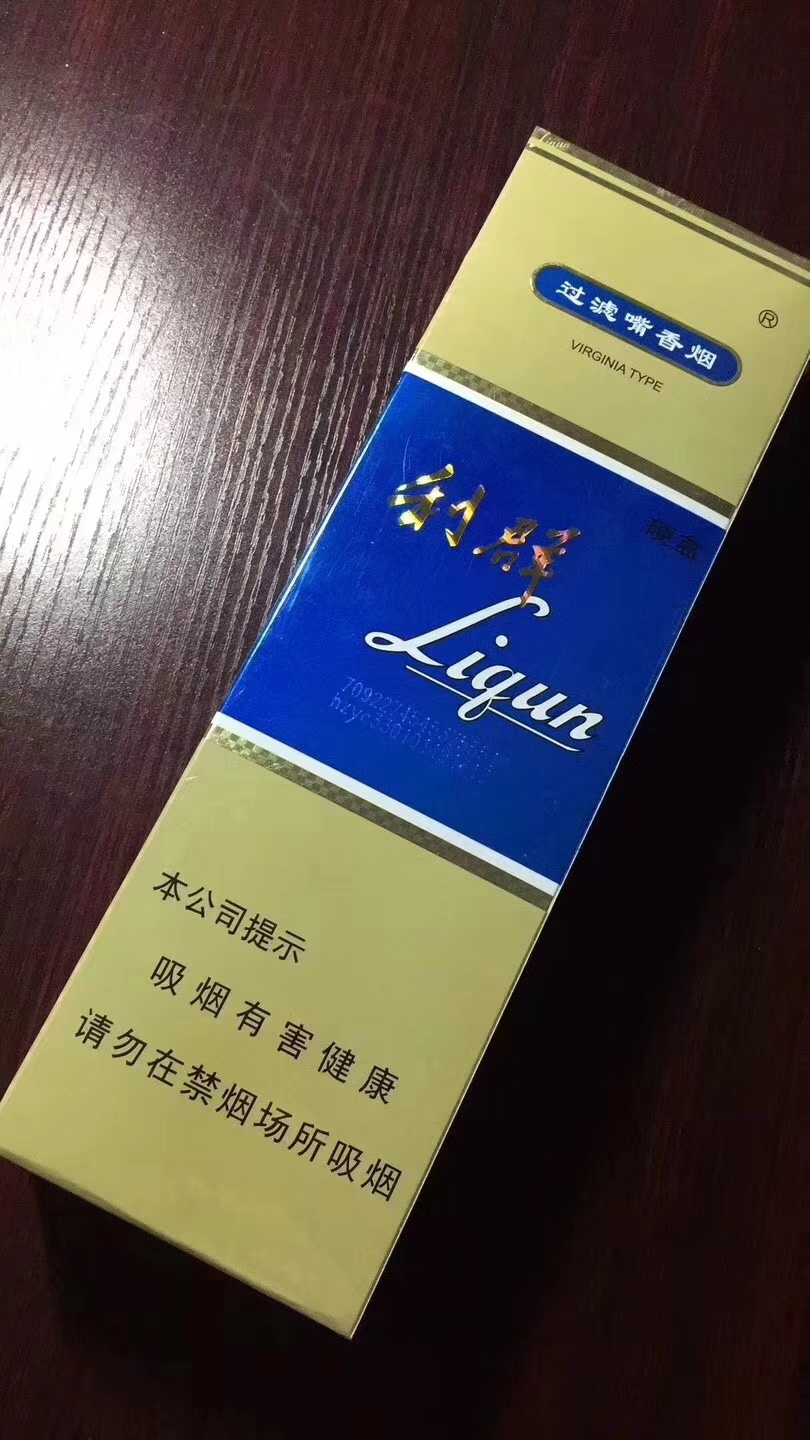 Liqun
过滤嘴香烟
®
VIRGINIA TYPE
硬盒
利群
Liqun
本公司提示
吸烟有害健康
请勿在禁烟场所吸烟